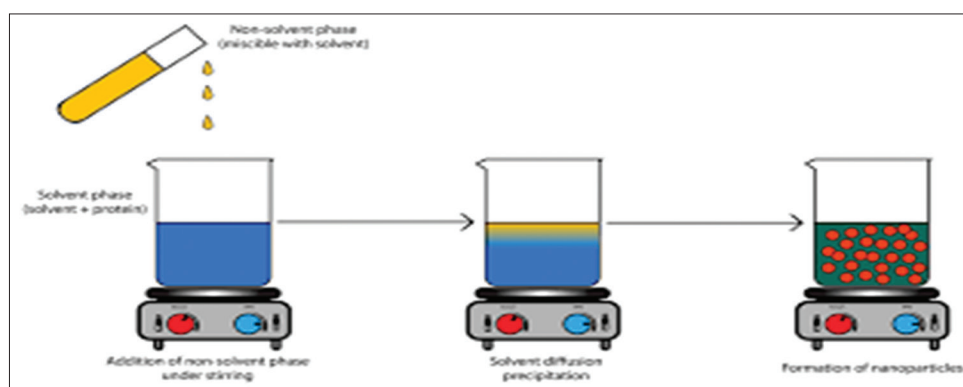 Non-solvent phase
(miscible with solvent)
Solvent phase
(solvent + protein)
Addition of non-solvent phase
under stirring
Solvent diffusion
precipitation
Formation of nanoparticles